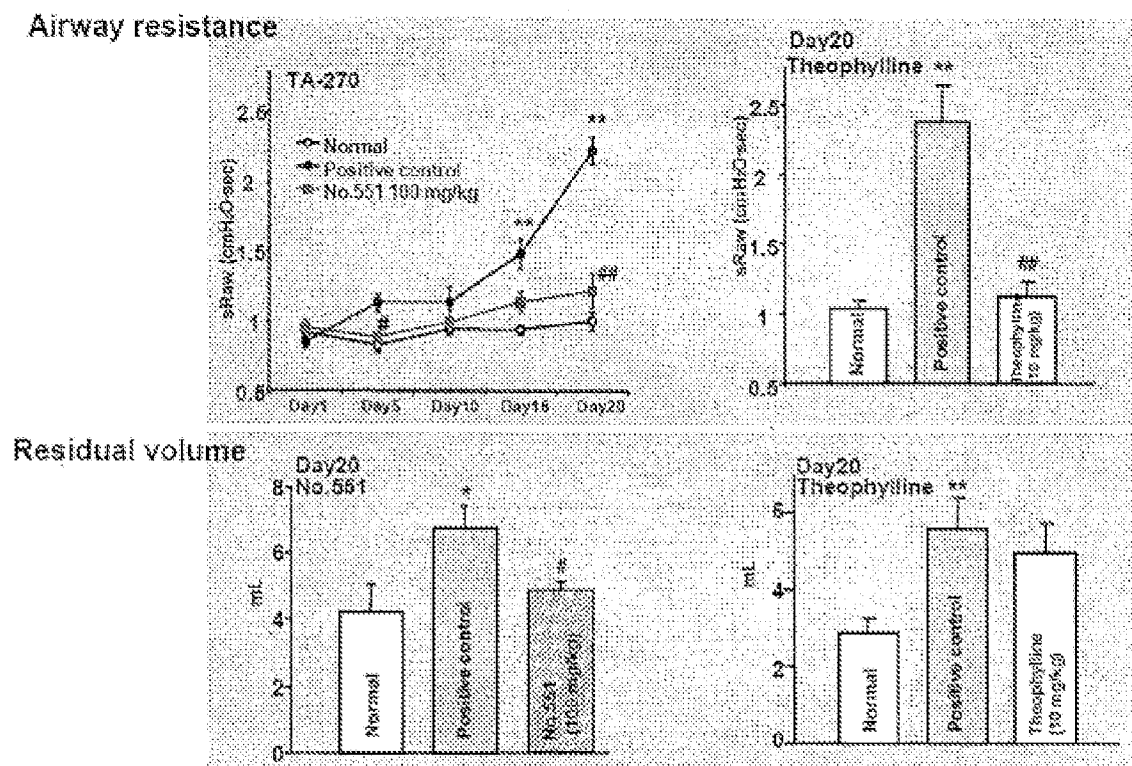 Airway resistance
TA-270
sRaw (cmH₂O·sec)
2.5
2
1.5
1
0.5
Normal
Positive control
No.551 100 mg/kg
**
**
#
##
Day1
Day5
Day10
Day15
Day20
Day20
Theophylline
**
sRaw (cmH₂O·sec)
2.5
2
1.5
1
0.5
##
Normal
Positive control
Theophylline
mg/kg)
Residual volume
Day20
No.551
mL
8
6
4
2
0
*
#
Normal
Positive control
No.551
(100 mg/kg)
Day20
Theophylline
**
mL
6
4
2
0
Normal
Positive control
Theophylline
mg/kg)